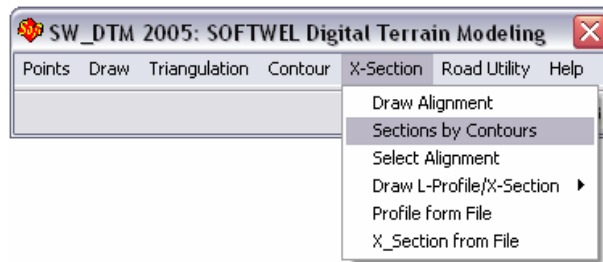 SW_DTM 2005: SOFTWEL Digital Terrain Modeling
Points Draw Triangulation Contour X-Section Road Utility Help
Draw Alignment
Sections by Contours
Select Alignment
Draw L-Profile/X-Section
Profile form File
X_Section from File